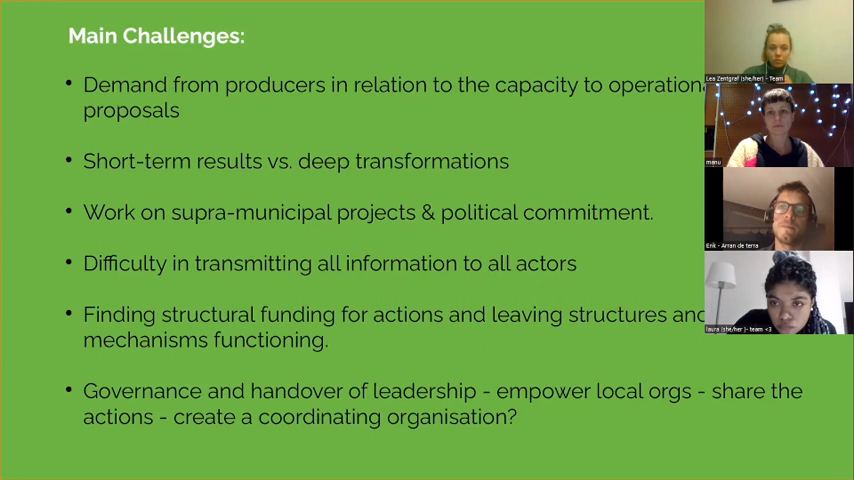 Main Challenges:
• Demand from producers in relation to the capacity to
proposals
• Short-term results vs. deep transformations
• Work on supra-municipal projects & political commitment.
• Difficulty in transmitting all information to all actors
• Finding structural funding for actions and leaving structures
mechanisms functioning.
• Governance and handover of leadership - empower local orgs - share the
actions - create a coordinating organisation?
Lea Zentgraf (she/her) - Team
manu
Erik - Arran de terra
laura (she/her )- team <3